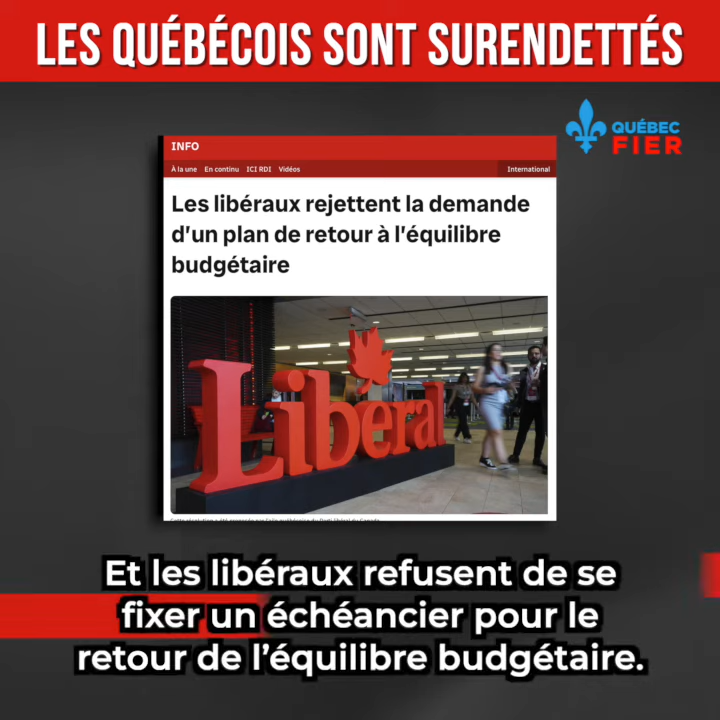 LES QUÉBÉCOIS SONT SURENDETTÉS
QUÉBEC
FIER
INFO
À la une En continu ICI RDI Vidéos International
Les libéraux rejettent la demande
d'un plan de retour à l'équilibre
budgétaire
Liberal
Et les libéraux refusent de se
fixer un échéancier pour le
retour de l'équilibre budgétaire.